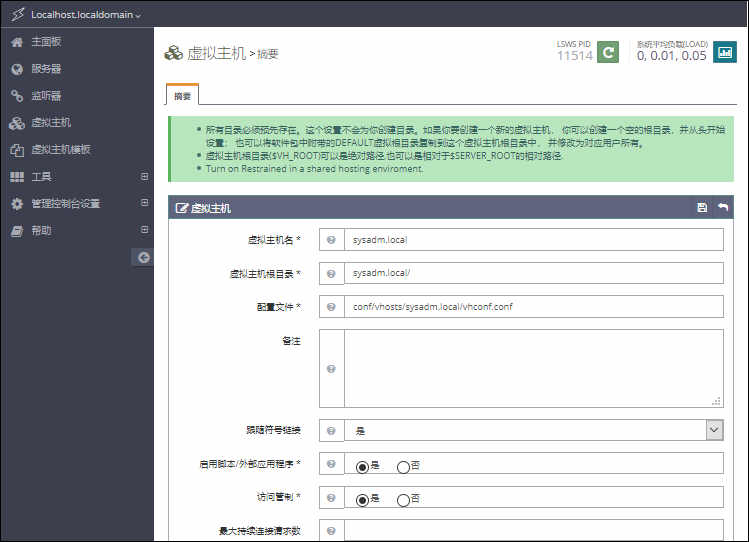 Localhost.localdomain
主面板
服务器
监听器
虚拟主机
虚拟主机模板
工具
管理控制台设置
帮助
虚拟主机 > 摘要
LSWS PID
11514
系统平均负载(LOAD)
0, 0.01, 0.05
摘要
所有目录必须预先存在。这个设置不会为你创建目录。如果你要创建一个新的虚拟主机， 你可以创建一个空的根目录，并从头开始
设置； 也可以将软件包中附带的DEFAULT虚拟根目录复制到这个虚拟主机根目录中， 并修改为对应用户所有。
虚拟主机根目录($VH_ROOT)可以是绝对路径,也可以是相对于$SERVER_ROOT的相对路径.
Turn on Restrained in a shared hosting enviroment.
虚拟主机
虚拟主机名 * sysadm.local
虚拟主机根目录 * sysadm.local/
配置文件 * conf/vhosts/sysadm.local/vhconf.conf
备注
跟随符号链接 是
启用脚本/外部应用程序 * 是 否
访问管制 * 是 否
最大持续连接请求数